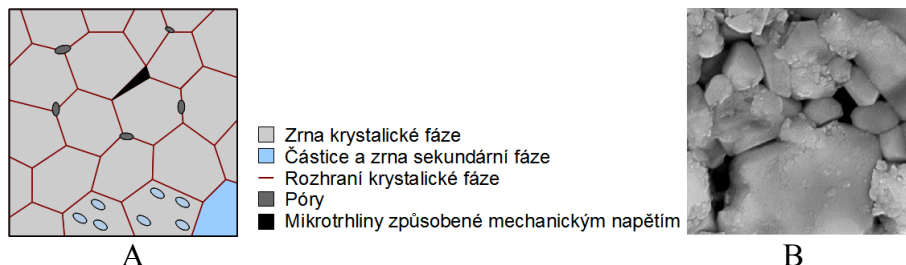 Zrna krystalické fáze
Částice a zrna sekundární fáze
Rozhraní krystalické fáze
Póry
Mikrotrhliny způsobené mechanickým napětím
A
B